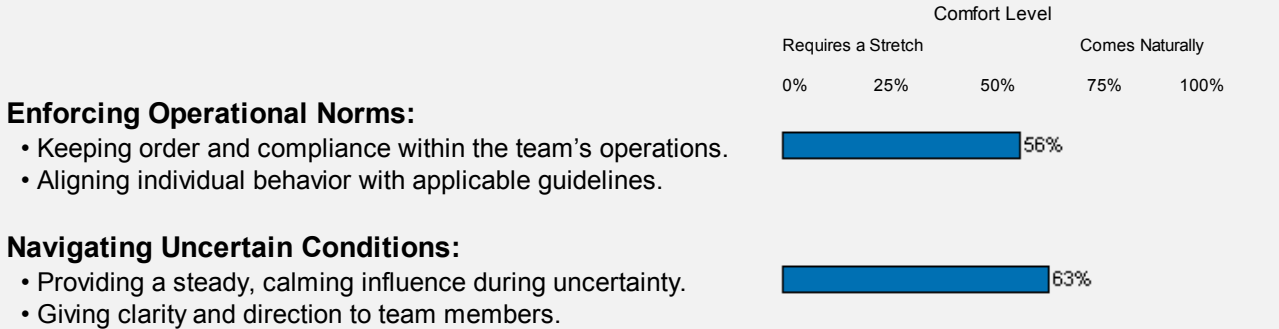 Comfort Level
Requires a Stretch Comes Naturally
0% 25% 50% 75% 100%
Enforcing Operational Norms:
• Keeping order and compliance within the team's operations. 56%
• Aligning individual behavior with applicable guidelines.
Navigating Uncertain Conditions:
• Providing a steady, calming influence during uncertainty. 63%
• Giving clarity and direction to team members.